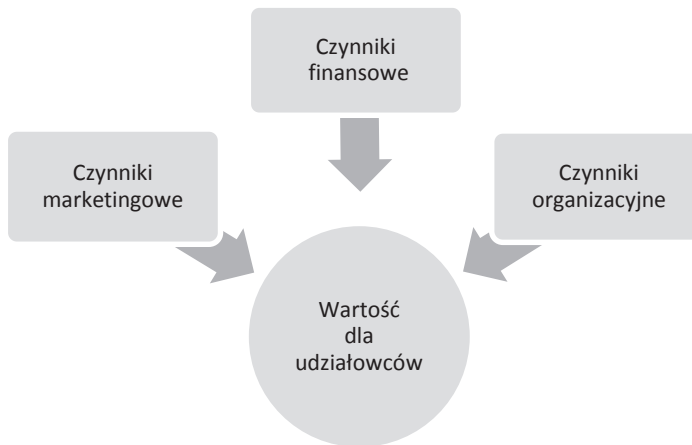 Czynniki
finansowe
Czynniki
marketingowe
Czynniki
organizacyjne
Wartość
dla
udziałowców